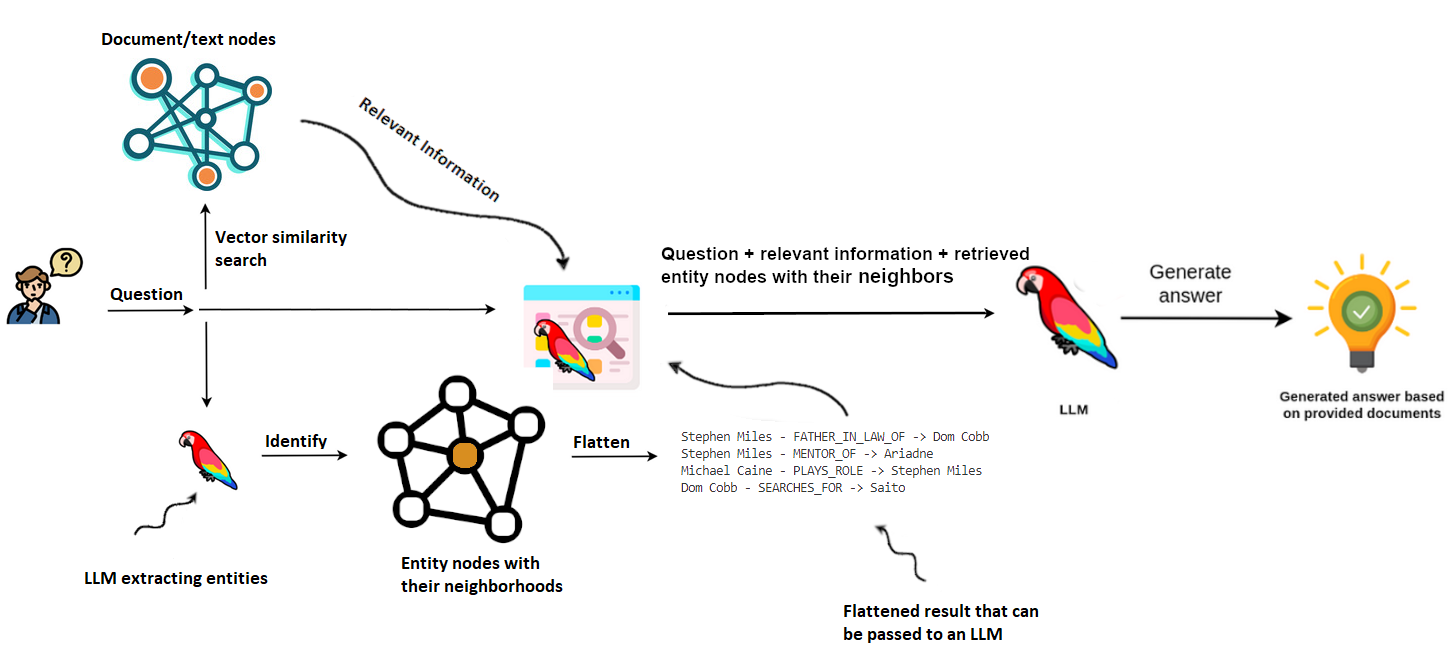 Document/text nodes
Relevant Information
Vector similarity
search
?
Question
Question + relevant information + retrieved
entity nodes with their neighbors
Generate
answer
LLM
Generated answer based
on provided documents
Identify
Flatten
Stephen Miles - FATHER_IN_LAW_OF -> Dom Cobb
Stephen Miles - MENTOR_OF -> Ariadne
Michael Caine - PLAYS_ROLE -> Stephen Miles
Dom Cobb - SEARCHES_FOR -> Saito
LLM extracting entities
Entity nodes with
their neighborhoods
Flattened result that can
be passed to an LLM